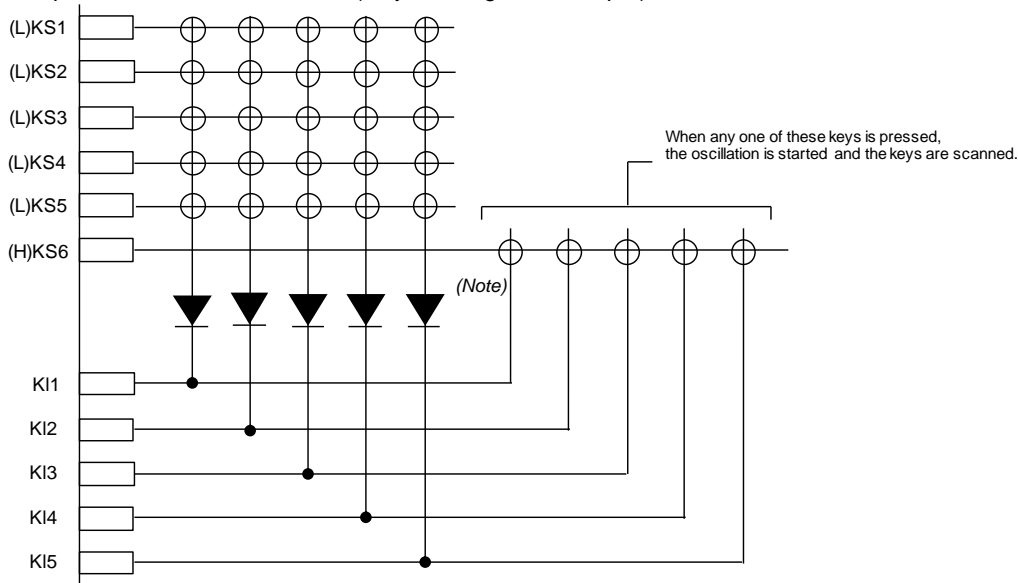 (L)KS1
(L)KS2
(L)KS3
(L)KS4
(L)KS5
(H)KS6
When any one of these keys is pressed,
the oscillation is started and the keys are scanned.
(Note)
KI1
KI2
KI3
KI4
KI5